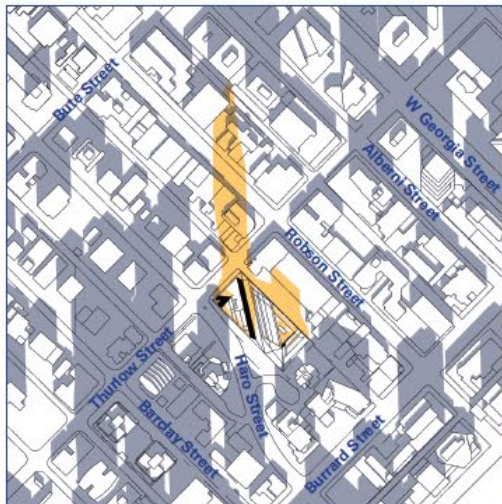 Bute Street
W Georgia Street
Alberni Street
Robson Street
Thurlow Street
Haro Street
Barclay Street
Burrard Street